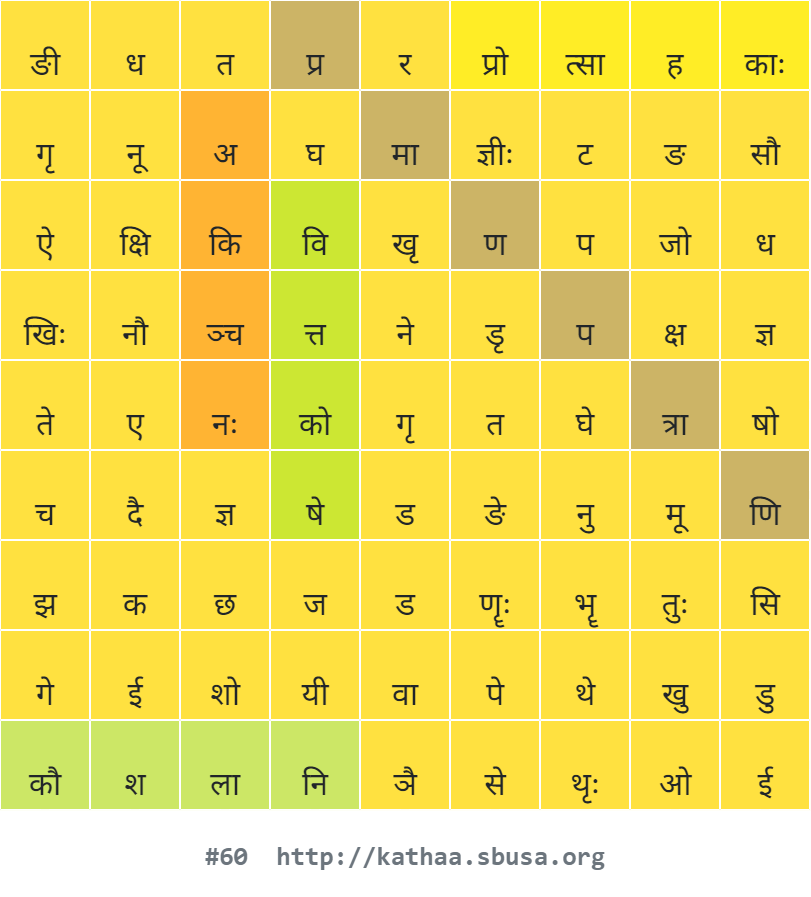 ङी ध त प्र र प्रो त्सा ह काः
गृ नू अ घ मा ज्ञीः ट ङ सौ
ऐ क्षि कि वि खृ ण प जो ध
खिः नौ ञ्च त्त ने डृ प क्ष ज्ञ
ते ए नः को गृ त घे त्रा षो
च दै ज्ञ षे ड ङे नु मू णि
झ क छ ज ड णॄः भॄ तुः सि
गे ई शो यी वा पे थे खु डु
कौ श ला नि ञै से थृः ओ ई
#60 http://kathaa.sbusa.org